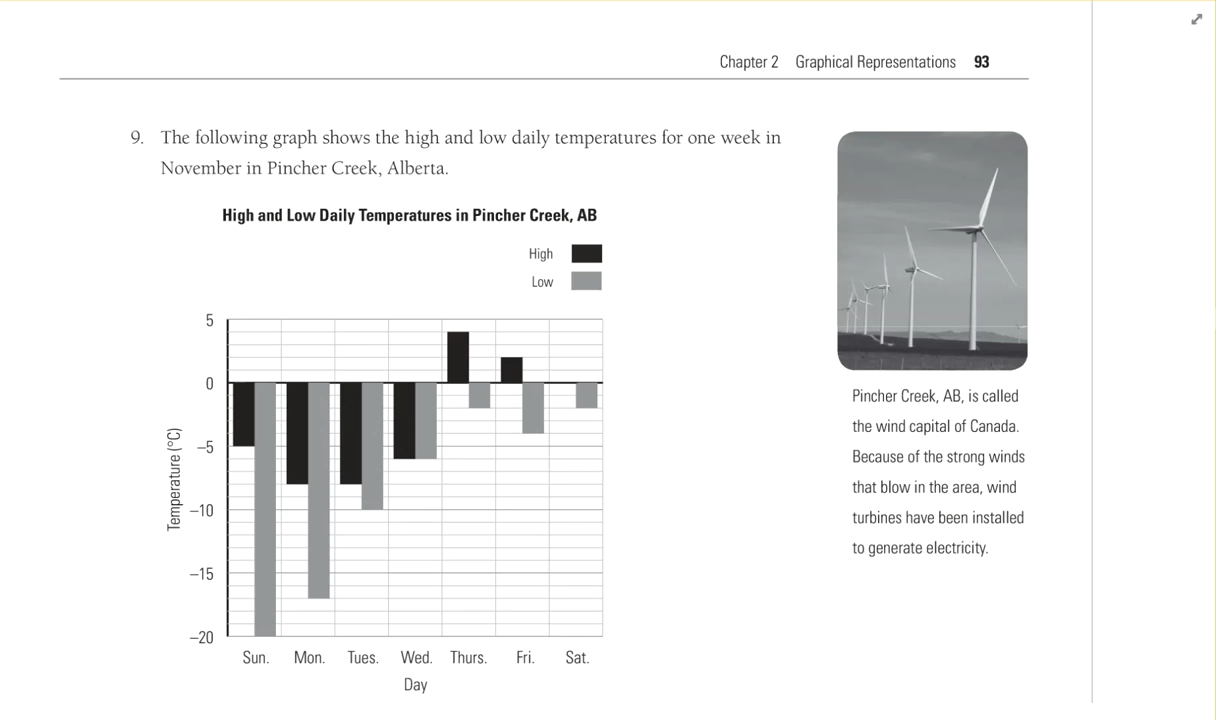 Chapter 2 Graphical Representations 93
9. The following graph shows the high and low daily temperatures for one week in
November in Pincher Creek, Alberta.
High and Low Daily Temperatures in Pincher Creek, AB
High
Low
5
0
–5
–10
–15
–20
Temperature (°C)
Sun. Mon. Tues. Wed. Thurs. Fri. Sat.
Day
Pincher Creek, AB, is called
the wind capital of Canada.
Because of the strong winds
that blow in the area, wind
turbines have been installed
to generate electricity.